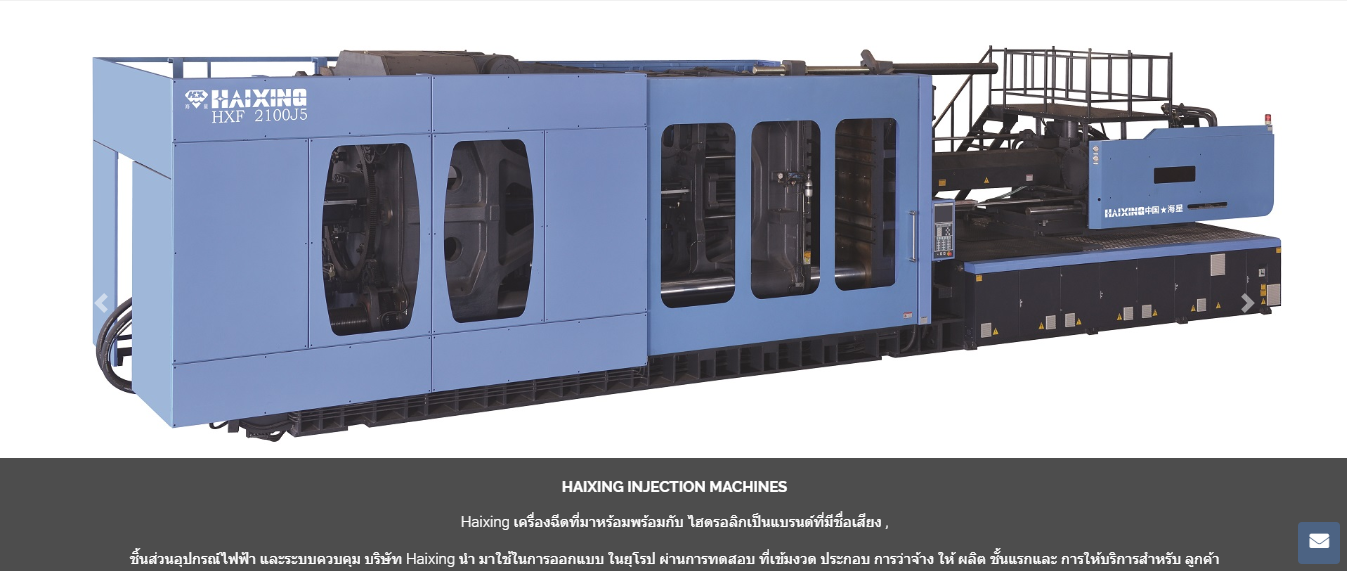 HAIXING
HXF 2100J5
HAIXING中国★海星
HAIXING INJECTION MACHINES
Haixing เครื่องฉีดที่มาหร้อมพร้อมกับ ไฮดรอลิกเป็นแบรนด์ที่มีชื่อเสียง ,
ชิ้นส่วนอุปกรณ์ไฟฟ้า และระบบควบคุม บริษัท Haixing นำ มาใช้ในการออกแบบ ในยุโรป ผ่านการทดสอบ ที่เข้มงวด ประกอบ การว่าจ้าง ให้ ผลิต ชั้นแรกและ การให้บริการสำหรับ ลูกค้า